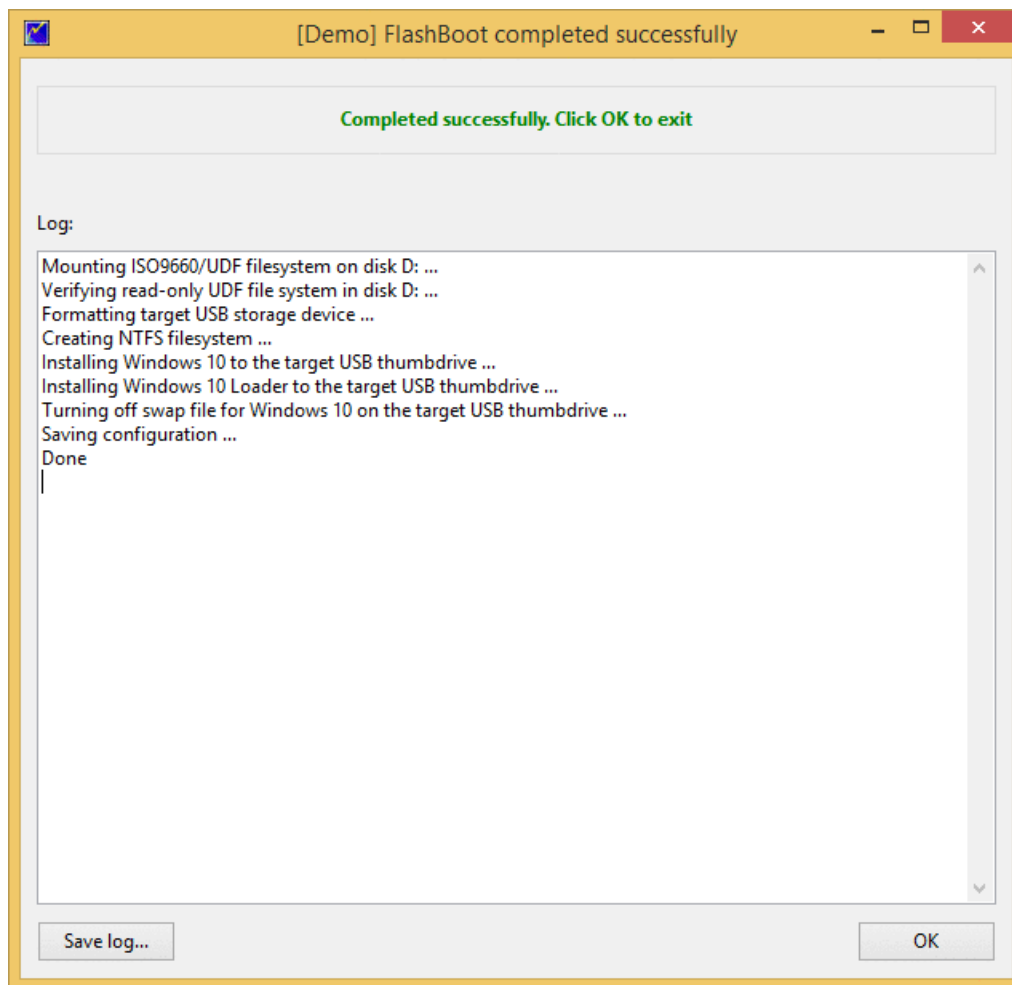 [Demo] FlashBoot completed successfully
Completed successfully. Click OK to exit
Log:
Mounting ISO9660/UDF filesystem on disk D: ...
Verifying read-only UDF file system in disk D: ...
Formatting target USB storage device ...
Creating NTFS filesystem ...
Installing Windows 10 to the target USB thumbdrive ...
Installing Windows 10 Loader to the target USB thumbdrive ...
Turning off swap file for Windows 10 on the target USB thumbdrive ...
Saving configuration ...
Done
Save log...
OK